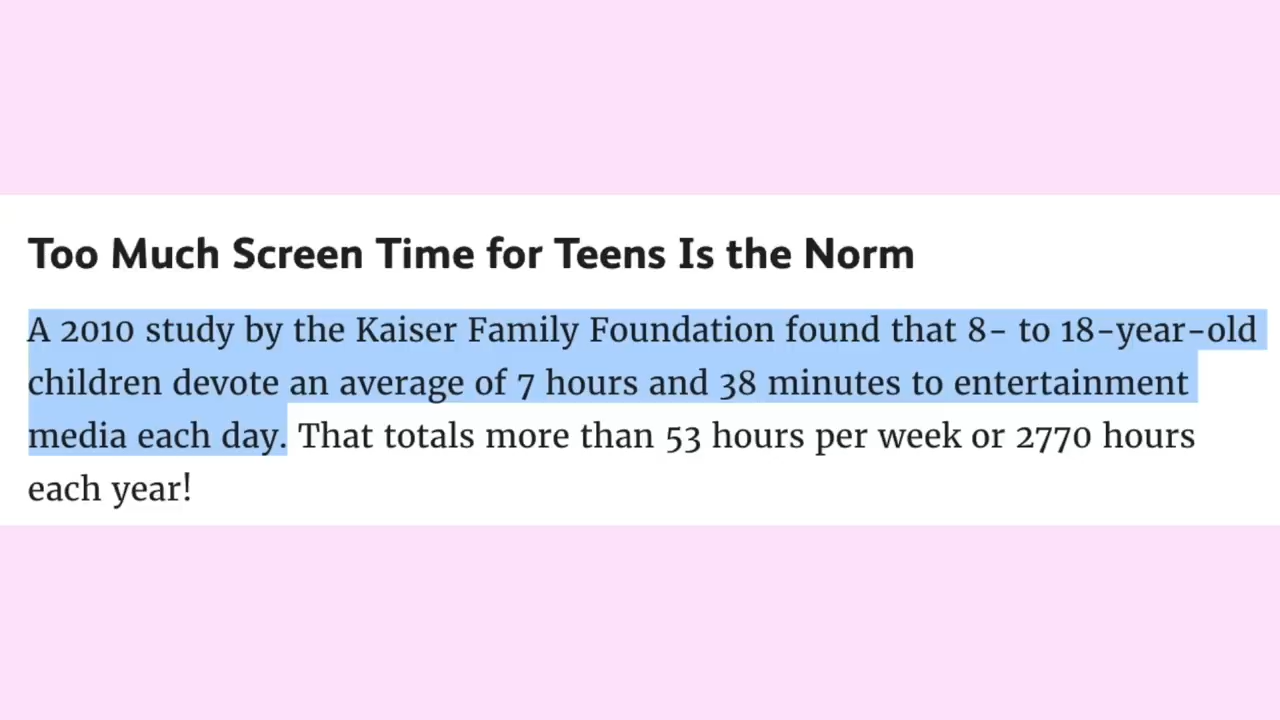 Too Much Screen Time for Teens Is the Norm
A 2010 study by the Kaiser Family Foundation found that 8- to 18-year-old
children devote an average of 7 hours and 38 minutes to entertainment
media each day. That totals more than 53 hours per week or 2770 hours
each year!